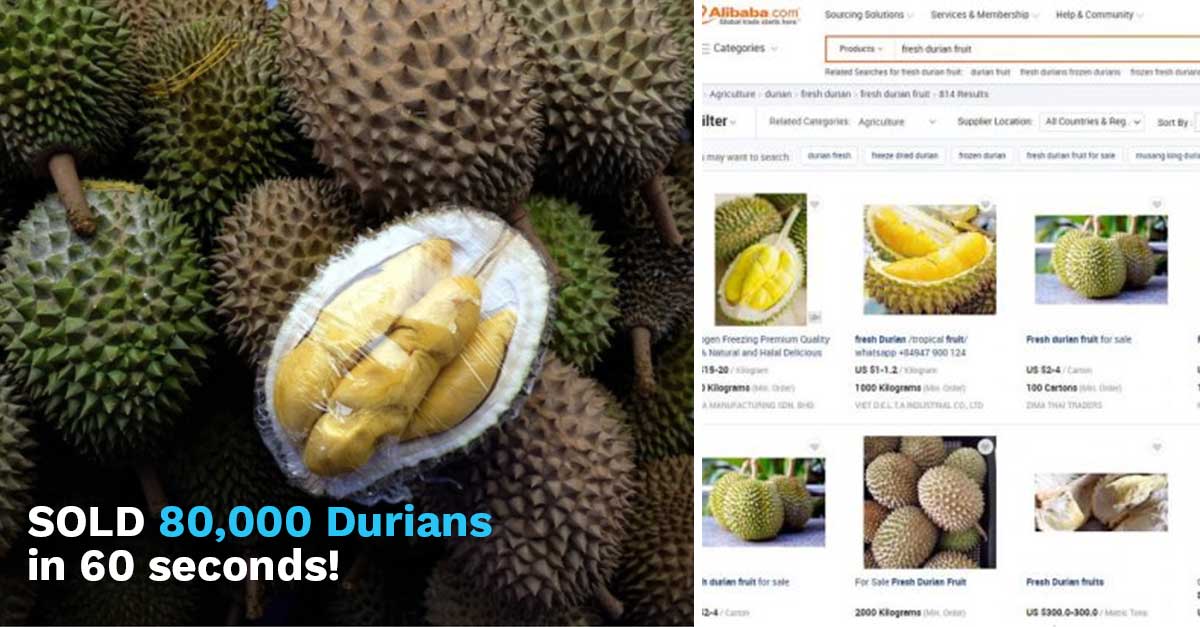 SOLD 80,000 Durians
in 60 seconds!
Alibaba.com
Global trade starts here
Sourcing Solutions
Services & Membership
Help & Community
Categories
Products
fresh durian fruit
Related Searches for fresh durian fruit: durian fruit fresh durians frozen durians frozen fresh durians
Agriculture > durian > fresh durian > fresh durian fruit > 814 Results
ilter
Related Categories: Agriculture
Supplier Location: All Countries & Reg..
Sort By :
may want to search:
durian fresh
freeze dried durian
frozen durian
fresh durian fruit for sale
musang king duria
ogen Freezing Premium Quality
Natural and Halal Delicious
15-20 / Kilogram
0 Kilograms (Min. Order)
A MANUFACTURING SDN. BHD
fresh Durian /tropical fruit/
whatsapp +84947 900 124
US $1-1.2 / Kilogram
1000 Kilograms (Min. Order)
VIET D.E.L.T.A INDUSTRIAL CO., LTD
Fresh durian fruit for sale
US $2-4 / Carton
100 Cartons (Min. Order)
ZIMA THAI TRADERS
h durian fruit for sale
$2-4 / Carton
For Sale Fresh Durian Fruit
2000 Kilograms (Min. Order)
Fresh Durian fruits
US $300.0-300.0 / Metric Tons